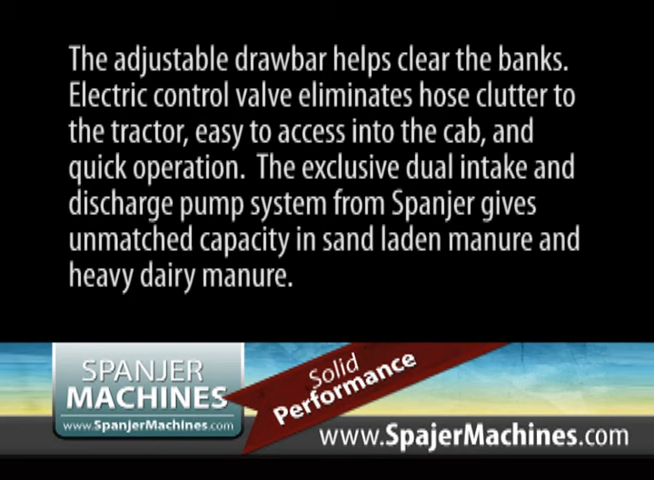 The adjustable drawbar helps clear the banks.
Electric control valve eliminates hose clutter to
the tractor, easy to access into the cab, and
quick operation.  The exclusive dual intake and
discharge pump system from Spanjer gives
unmatched capacity in sand laden manure and
heavy dairy manure.
SPANJER
MACHINES
www.SpanjerMachines.com
Solid
Performance
www.SpajerMachines.com